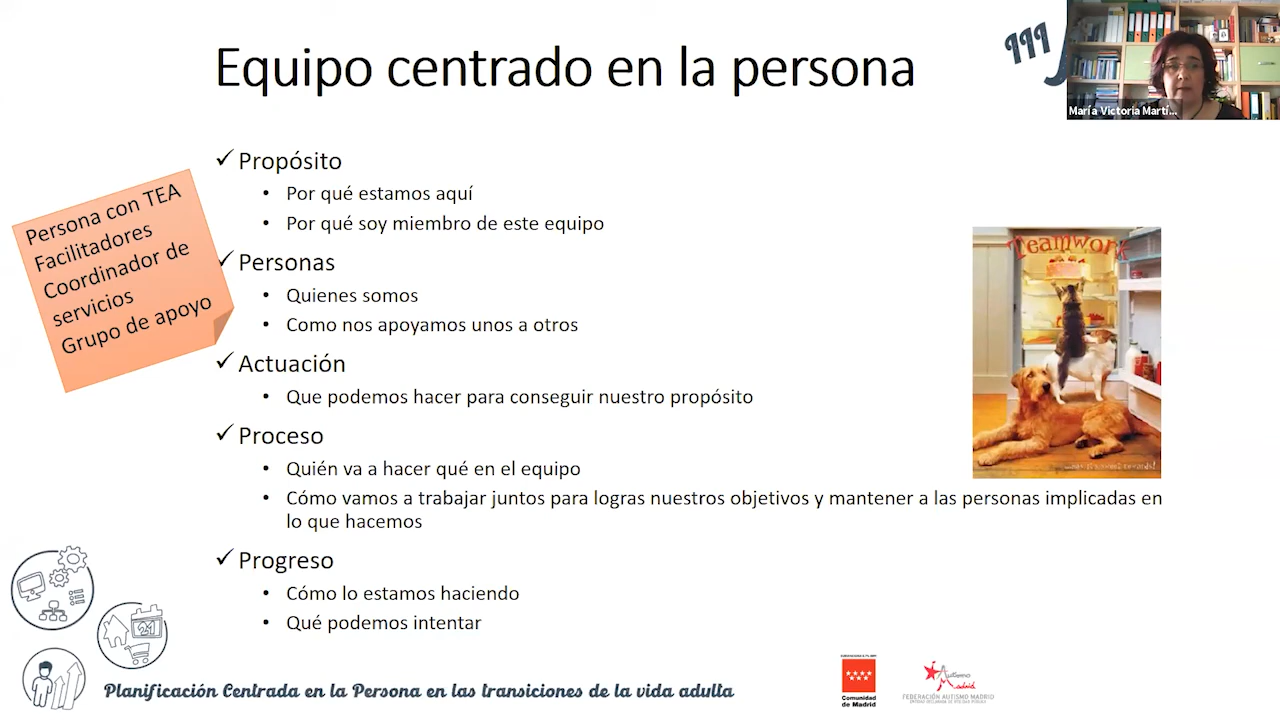 Equipo centrado en la persona
María Victoria Martí...
Propósito
Por qué estamos aquí
Por qué soy miembro de este equipo
Persona con TEA
Facilitadores
Coordinador de
servicios
Grupo de apoyo
Personas
Quienes somos
Como nos apoyamos unos a otros
Teamwork
Actuación
Que podemos hacer para conseguir nuestro propósito
Proceso
Quién va a hacer qué en el equipo
Cómo vamos a trabajar juntos para logras nuestros objetivos y mantener a las personas implicadas en
lo que hacemos
Progreso
Cómo lo estamos haciendo
Qué podemos intentar
21
Planificación Centrada en la Persona en las transiciones de la vida adulta
Comunidad
de Madrid
Autismo
Madrid
FEDERACIÓN AUTISMO MADRID